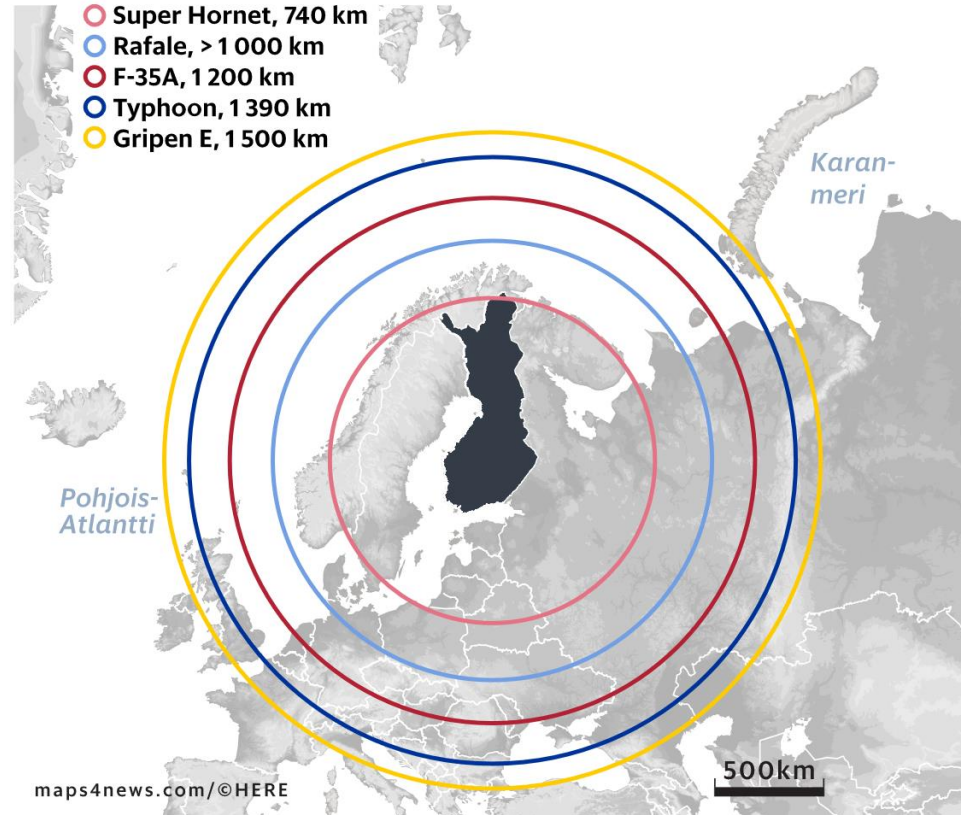 Super Hornet, 740 km
Rafale, > 1 000 km
F-35A, 1 200 km
Typhoon, 1 390 km
Gripen E, 1 500 km
Karan-
meri
Pohjois-
Atlantti
500km
maps4news.com/©HERE